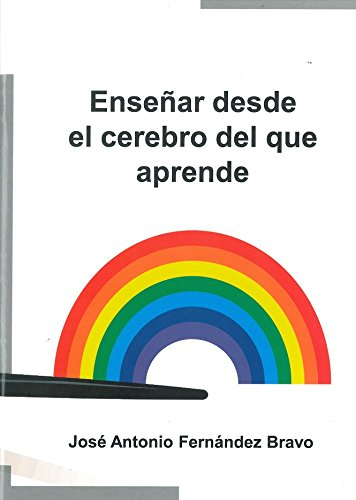 Enseñar desde
el cerebro del que
aprende
José Antonio Fernández Bravo